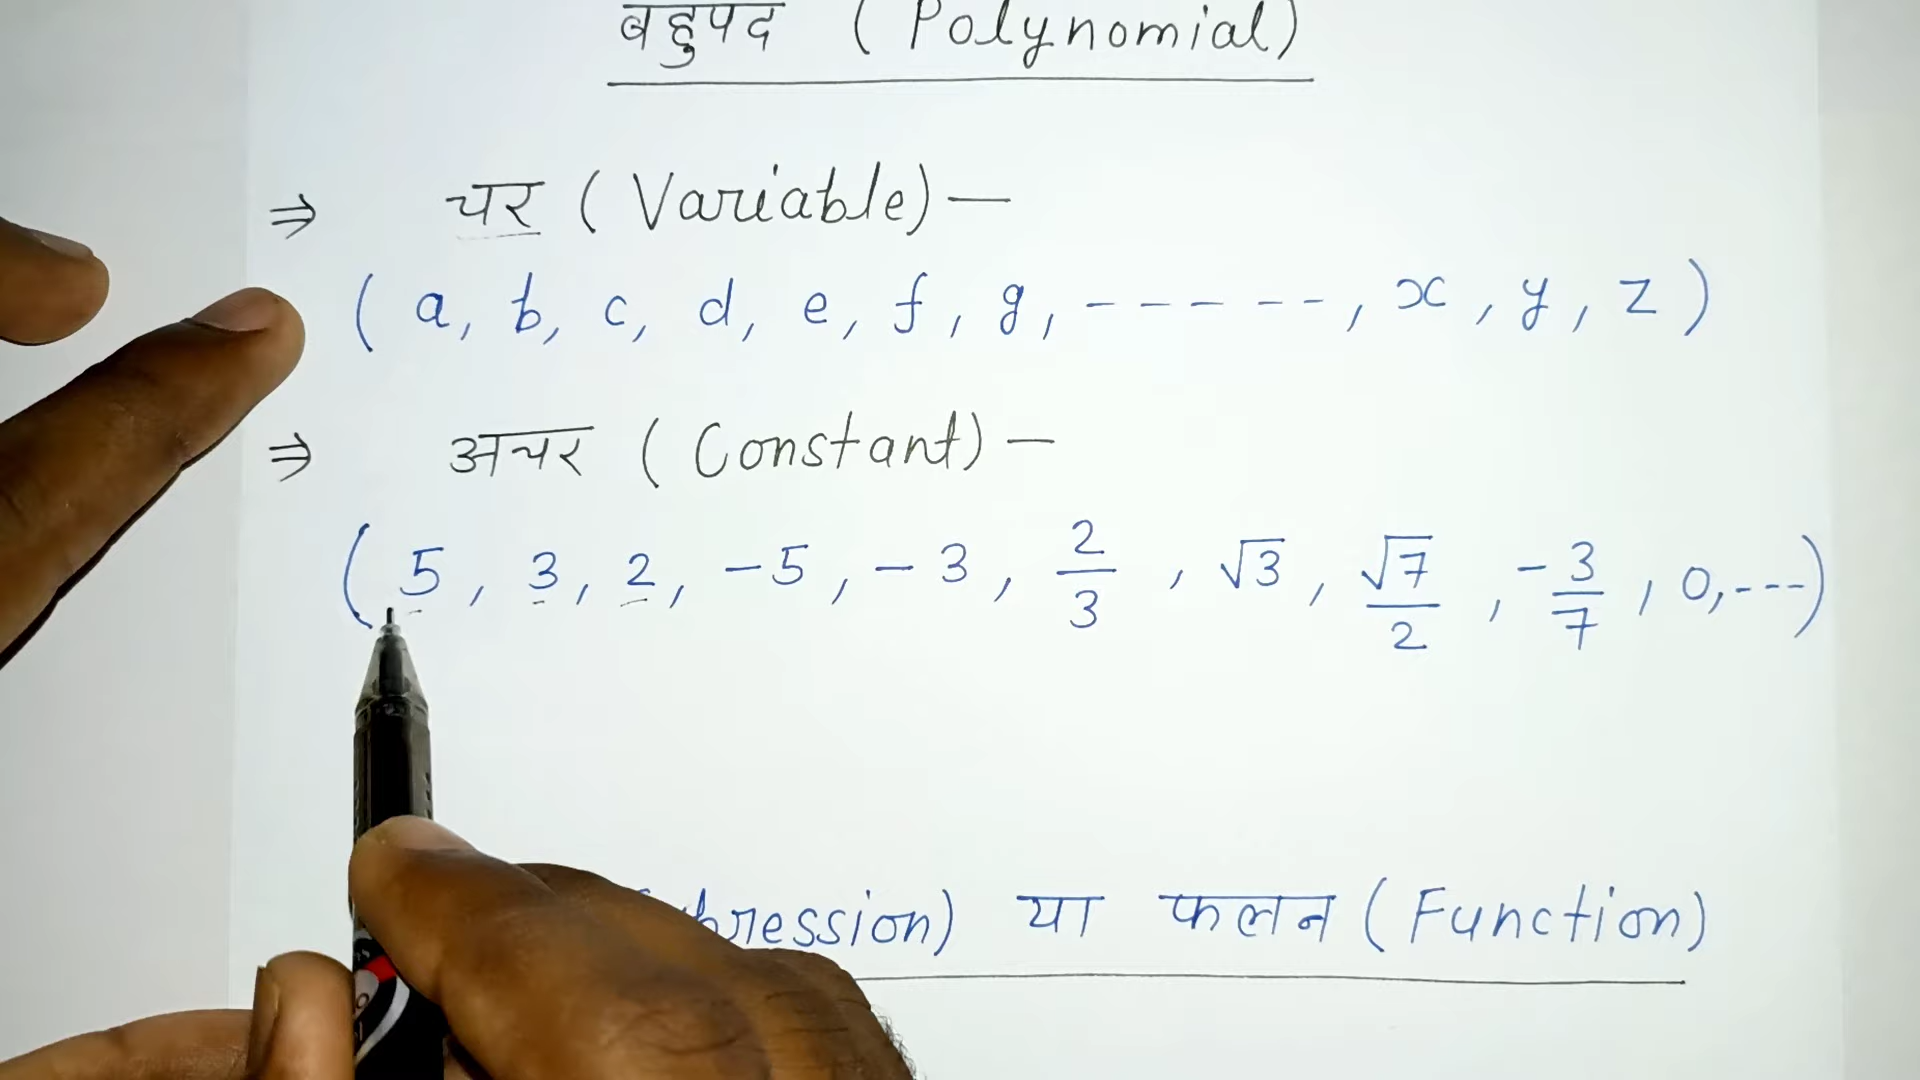 बहुपद ( Polynomial )
⇒ चर ( Variable ) —
( a, b, c, d, e, f, g, ------, x, y, z )
⇒ अचर ( Constant ) —
( 5, 3, 2, -5, -3, 2/3, √3, √7/2, -3/7, 0, --- )
या फलन ( Function )